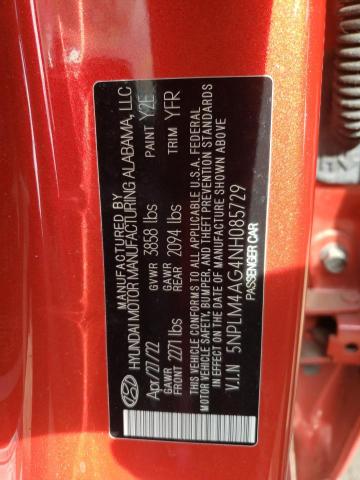 MANUFACTURED BY
HYUNDAI MOTOR MANUFACTURING ALABAMA, LLC
Apr/27/22 GVWR 3858 lbs PAINT Y2E
GAWR FRONT 2271 lbs GAWR REAR 2094 lbs TRIM YFR
THIS VEHICLE CONFORMS TO ALL APPLICABLE U.S.A. FEDERAL
MOTOR VEHICLE SAFETY, BUMPER, AND THEFT PREVENTION STANDARDS
IN EFFECT ON THE DATE OF MANUFACTURE SHOWN ABOVE
V.I.N 5NPLM4AG4NH085729
PASSENGER CAR